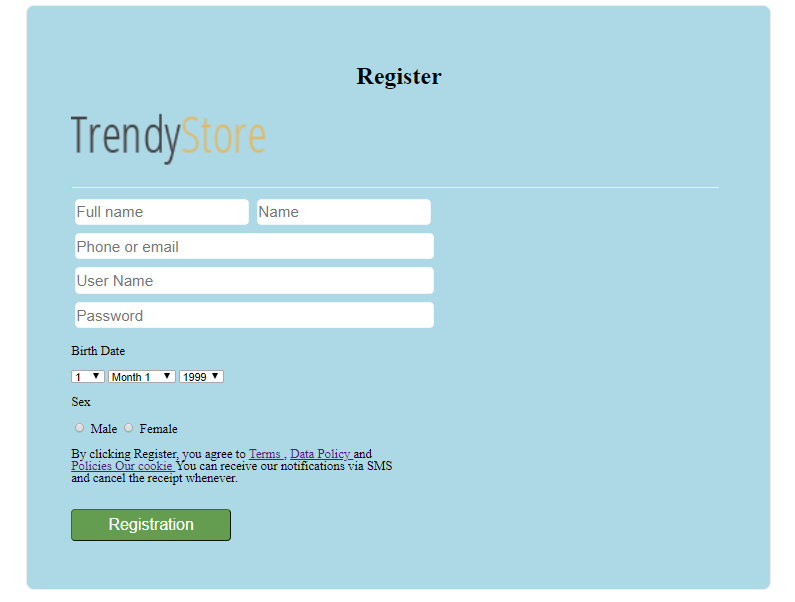 Register
TrendyStore
Full name Name
Phone or email
User Name
Password
Birth Date
1 Month 1 1999
Sex
Male Female
By clicking Register, you agree to Terms , Data Policy and
Policies Our cookie You can receive our notifications via SMS
and cancel the receipt whenever.
Registration